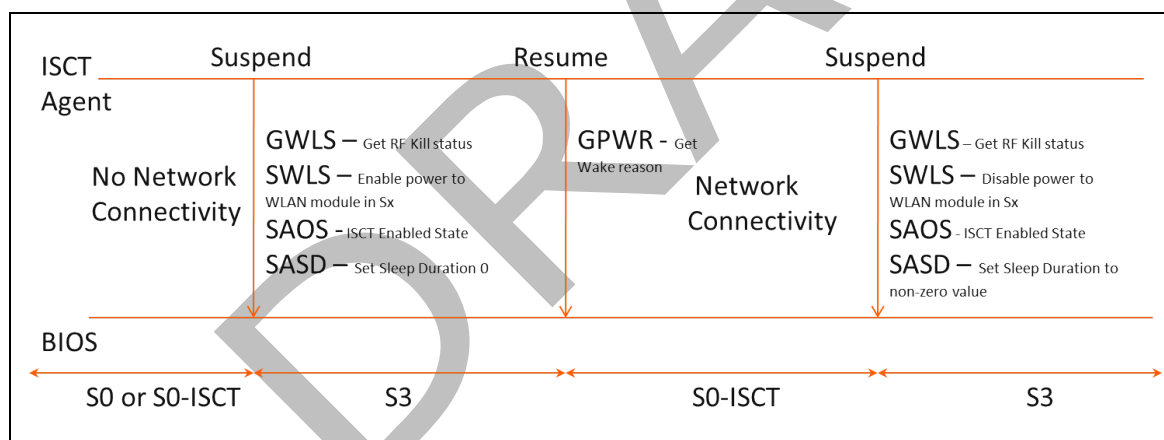 Suspend
Resume
Suspend
ISCT
Agent
No Network
Connectivity
GWLS – Get RF Kill status
SWLS – Enable power to
WLAN module in Sx
SAOS - ISCT Enabled State
SASD – Set Sleep Duration 0
GPWR - Get
Wake reason
Network
Connectivity
GWLS – Get RF Kill status
SWLS – Disable power to
WLAN module in Sx
SAOS - ISCT Enabled State
SASD – Set Sleep Duration to
non-zero value
BIOS
S0 or S0-ISCT
S3
S0-ISCT
S3
DRA